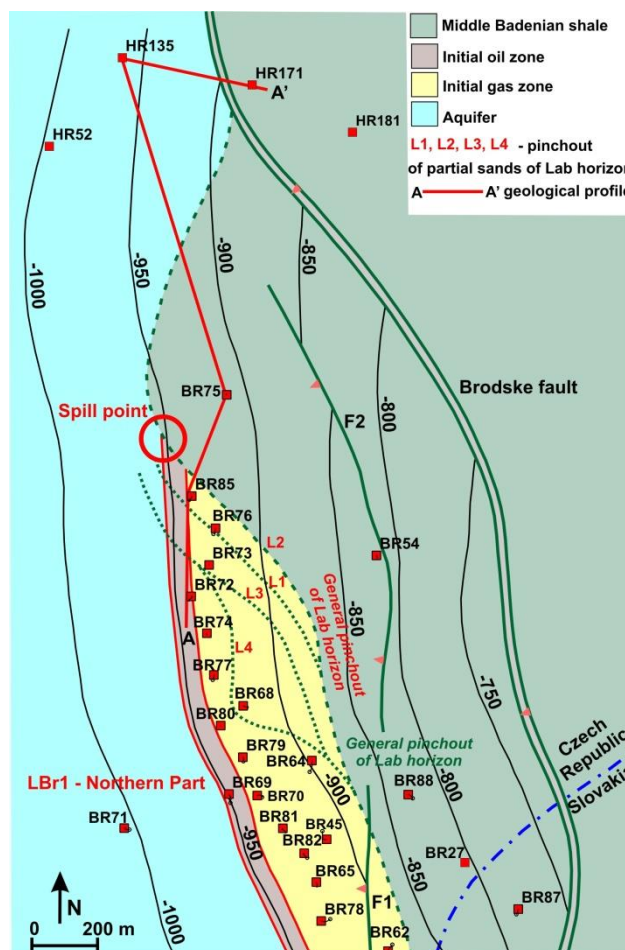 Middle Badenian shale
Initial oil zone
Initial gas zone
Aquifer
L1, L2, L3, L4 - pinchout
of partial sands of Lab horizon
A A' geological profile
HR135
HR171
A'
HR52
HR181
-1000
-950
-900
-850
Brodske fault
-800
BR75
F2
Spill point
BR85
BR76
L2
BR54
BR73
L1
L3
BR72
General pinchout
of Lab horizon
-850
A
BR74
L4
-750
BR77
BR68
BR80
General pinchout
of Lab horizon
Czech Republic
Slovakia
BR79
BR64
LBr1 - Northern Part
BR69
BR70
-900
BR88
-800
BR71
BR81
BR45
-950
BR82
BR27
BR65
-850
F1
BR87
-1000
BR78
N
BR62
0 200 m